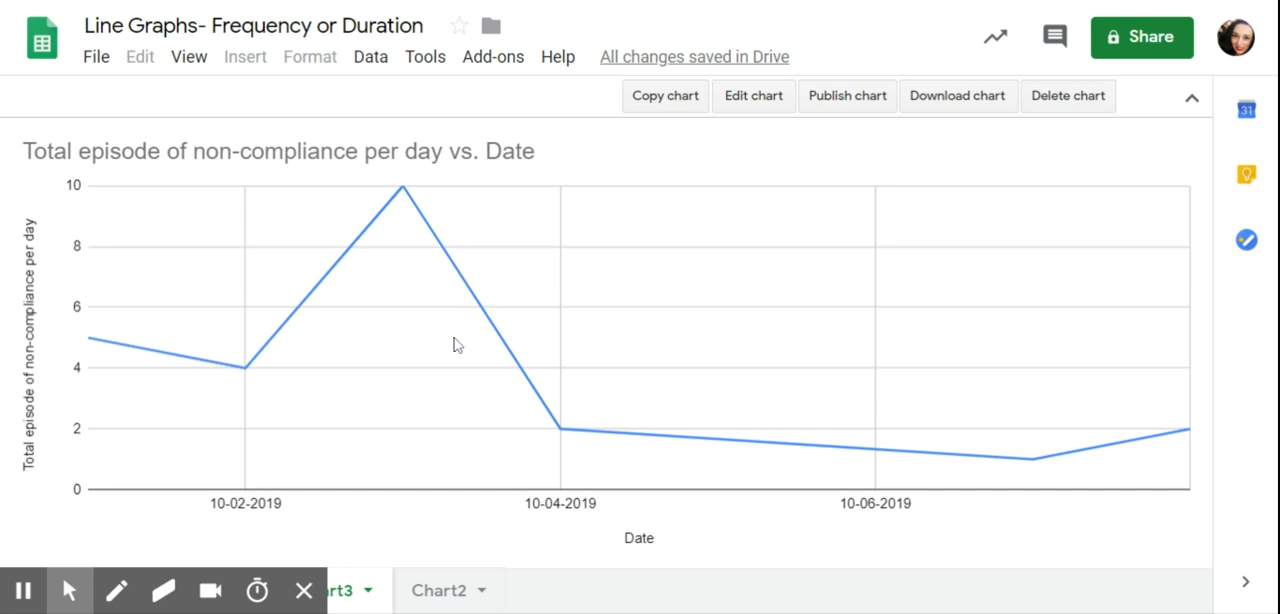 Line Graphs- Frequency or Duration
File Edit View Insert Format Data Tools Add-ons Help All changes saved in Drive
Share
Copy chart Edit chart Publish chart Download chart Delete chart
31
Total episode of non-compliance per day vs. Date
Total episode of non-compliance per day
10
8
6
4
2
0
10-02-2019 10-04-2019 10-06-2019
Date
rt3 Chart2